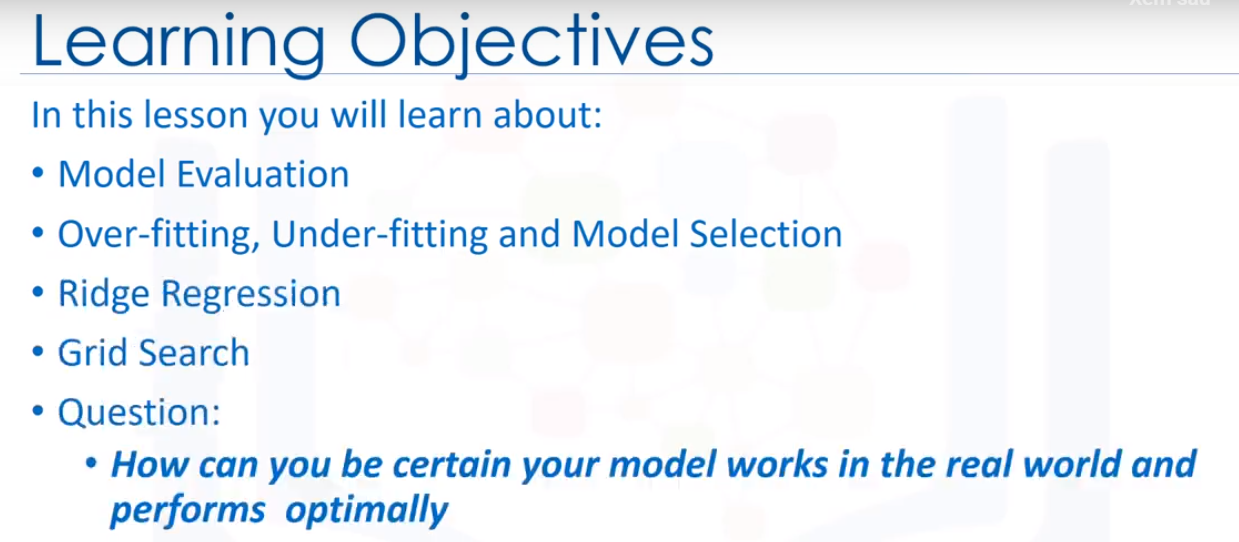 Xem sau
Learning Objectives
In this lesson you will learn about:
• Model Evaluation
• Over-fitting, Under-fitting and Model Selection
• Ridge Regression
• Grid Search
• Question:
• How can you be certain your model works in the real world and
performs  optimally